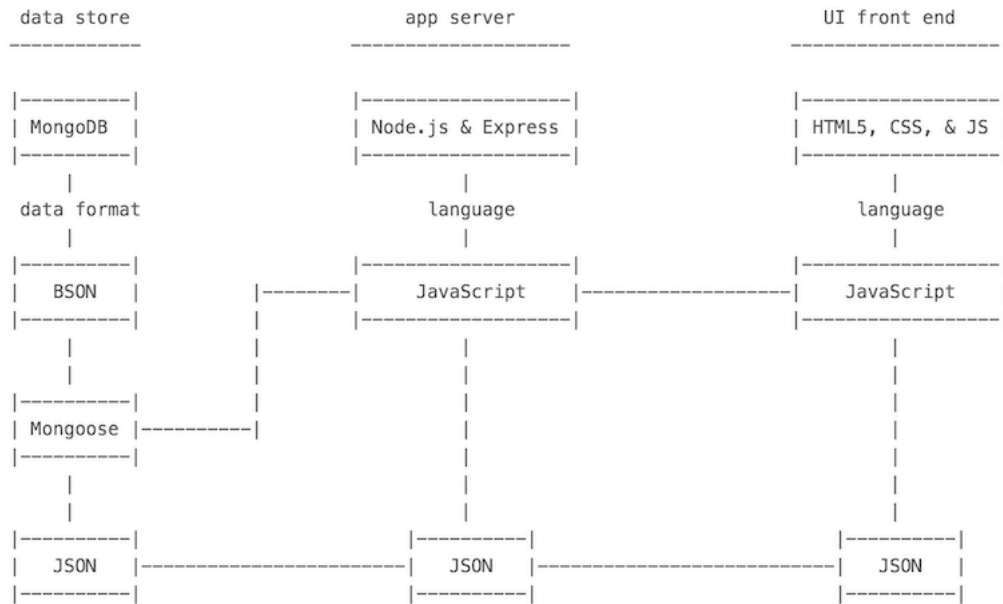 data store app server UI front end
MongoDB Node.js & Express HTML5, CSS, & JS
data format language language
BSON JavaScript JavaScript
Mongoose
JSON JSON JSON